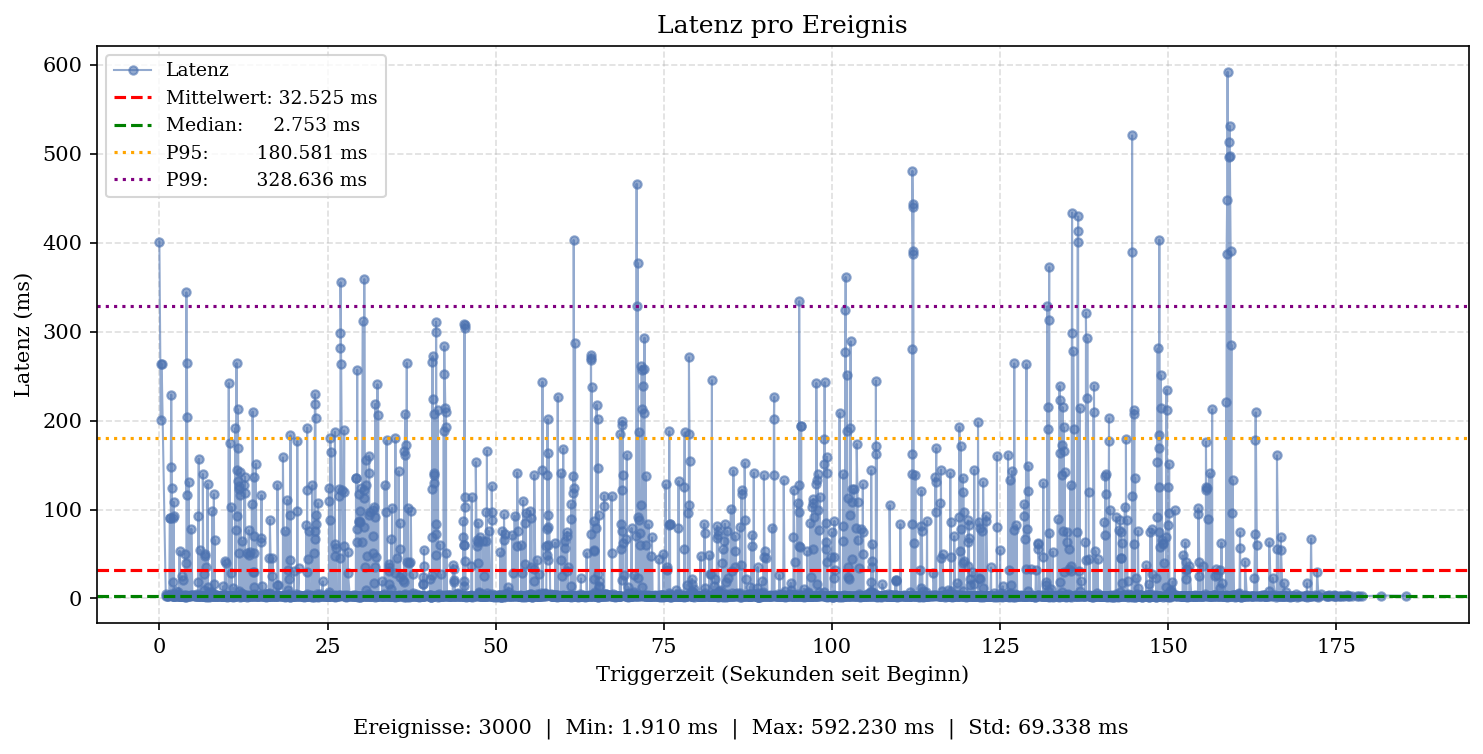 Latenz pro Ereignis
Latenz
Mittelwert: 32.525 ms
Median: 2.753 ms
P95: 180.581 ms
P99: 328.636 ms
Latenz (ms)
600
500
400
300
200
100
0
0 25 50 75 100 125 150 175
Triggerzeit (Sekunden seit Beginn)
Ereignisse: 3000 | Min: 1.910 ms | Max: 592.230 ms | Std: 69.338 ms